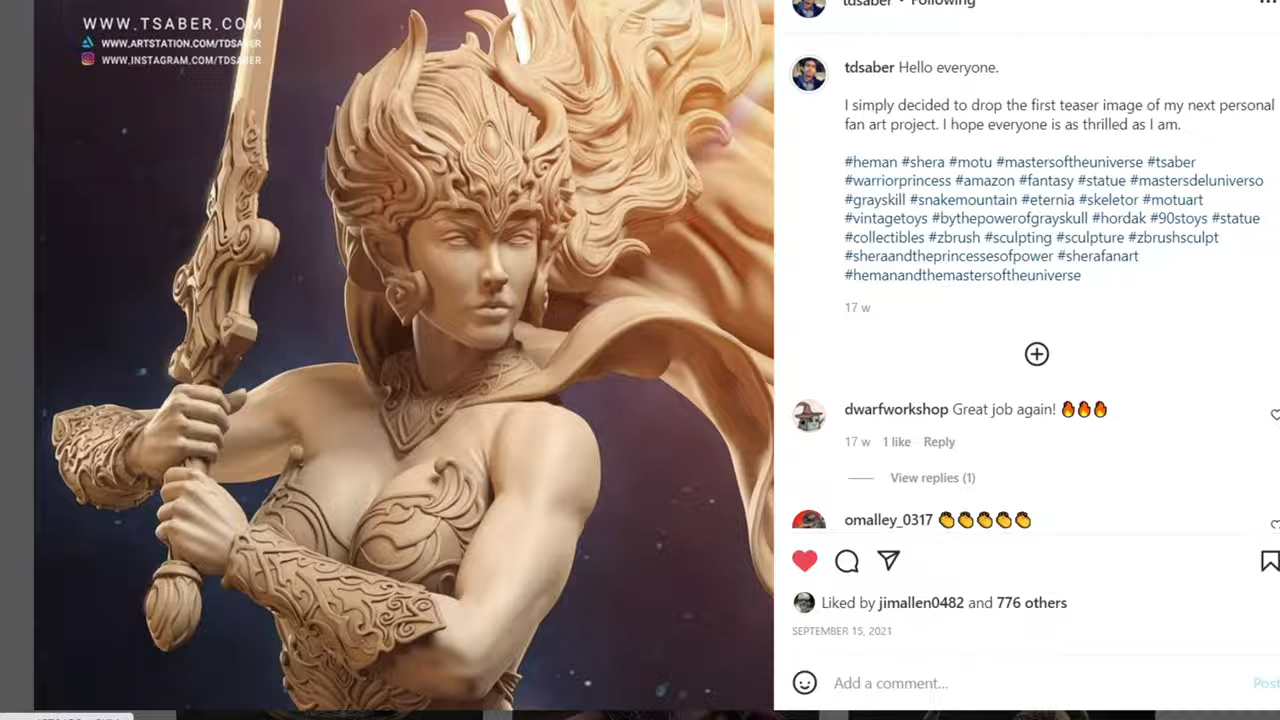 WWW.TSABER.COM
WWW.ARTSTATION.COM/TDSABER
WWW.INSTAGRAM.COM/TDSABER
tdsaber • Following
tdsaber Hello everyone.
I simply decided to drop the first teaser image of my next personal
fan art project. I hope everyone is as thrilled as I am.
#heman #shera #motu #mastersoftheuniverse #tsaber
#warriorprincess #amazon #fantasy #statue #mastersdeluniverso
#grayskill #snakemountain #eternia #skeletor #motuart
#vintagetoys #bythepowerofgrayskull #hordak #90stoys #statue
#collectibles #zbrush #sculpting #sculpture #zbrushsculpt
#sheraandtheprincessesofpower #sherafanart
#hemanandthemastersoftheuniverse
17 w
dwarfworkshop Great job again! 🔥🔥🔥
17 w 1 like Reply
View replies (1)
omalley_0317 👏👏👏👏👏
Liked by jimallen0482 and 776 others
SEPTEMBER 15, 2021
Add a comment...
Post